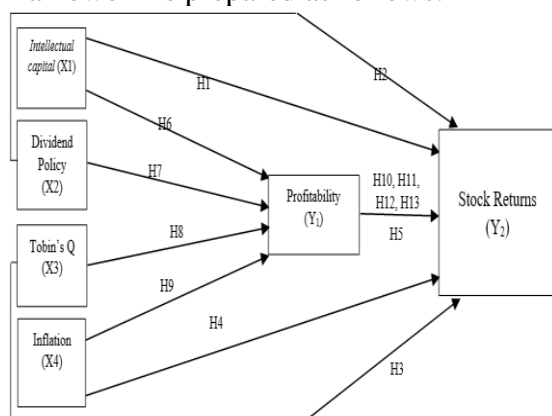 framework is prepared as follows:
Intellectual
capital (X1)
H1
H2
H6
Dividend
Policy
(X2)
H7
Profitability
(Y1)
H10, H11,
H12, H13
H5
Stock Returns
(Y2)
Tobin's Q
(X3)
H8
H9
Inflation
(X4)
H4
H3